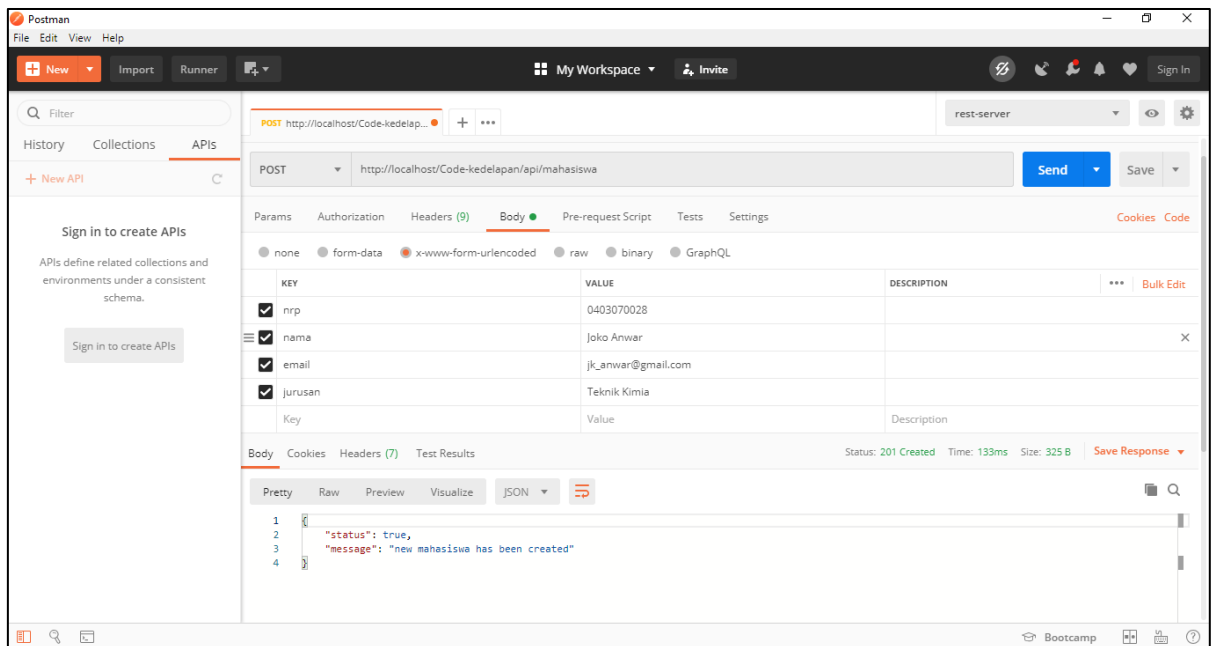 Postman
File Edit View Help
New Import Runner My Workspace Invite Sign In
Filter
History Collections APIs
+ New API
Sign in to create APIs
APIs define related collections and
environments under a consistent
schema.
Sign in to create APIs
POST http://localhost/Code-kedelap... + ••• rest-server
POST http://localhost/Code-kedelapan/api/mahasiswa Send Save
Params Authorization Headers (9) Body Pre-request Script Tests Settings Cookies Code
none form-data x-www-form-urlencoded raw binary GraphQL
KEY VALUE DESCRIPTION ••• Bulk Edit
nrp 0403070028
nama Joko Anwar
email jk_anwar@gmail.com
jurusan Teknik Kimia
Key Value Description
Body Cookies Headers (7) Test Results Status: 201 Created Time: 133ms Size: 325 B Save Response
Pretty Raw Preview Visualize JSON
1 {
2 "status": true,
3 "message": "new mahasiswa has been created"
4 }
Bootcamp